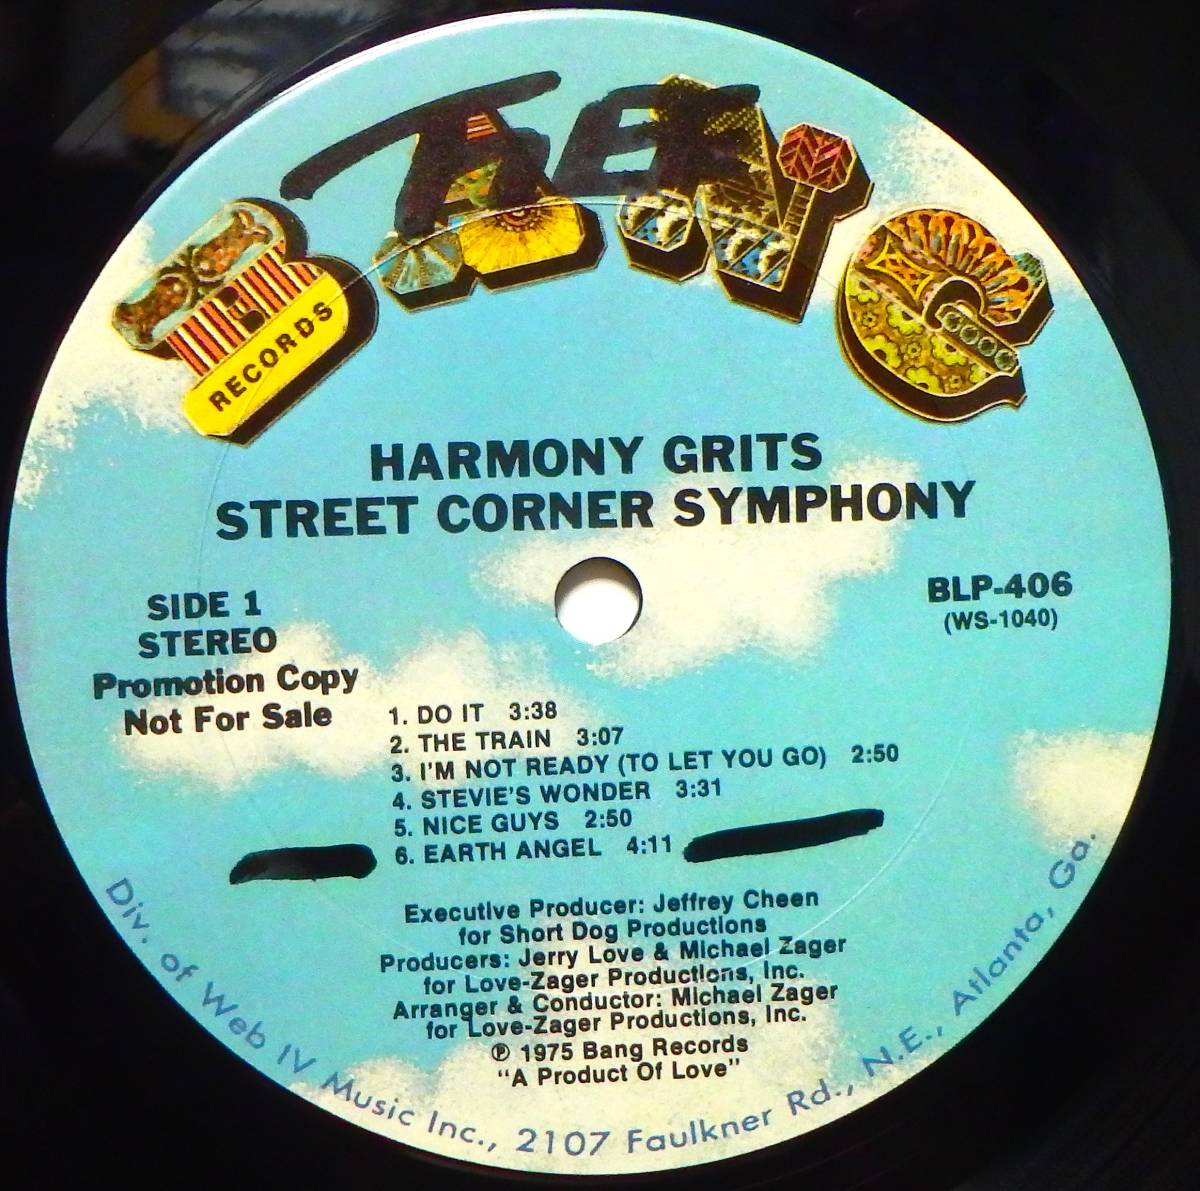 BANG
RECORDS
HARMONY GRITS
STREET CORNER SYMPHONY
SIDE 1
STEREO
Promotion Copy
Not For Sale
BLP-406
(WS-1040)
1. DO IT 3:38
2. THE TRAIN 3:07
3. I'M NOT READY (TO LET YOU GO) 2:50
4. STEVIE'S WONDER 3:31
5. NICE GUYS 2:50
6. EARTH ANGEL 4:11
Executive Producer: Jeffrey Cheen
for Short Dog Productions
Producers: Jerry Love & Michael Zager
for Love-Zager Productions, Inc.
Arranger & Conductor: Michael Zager
for Love-Zager Productions, Inc.
℗ 1975 Bang Records
"A Product Of Love"
Div. of Web IV Music Inc., 2107 Faulkner Rd., N.E., Atlanta, Ga.